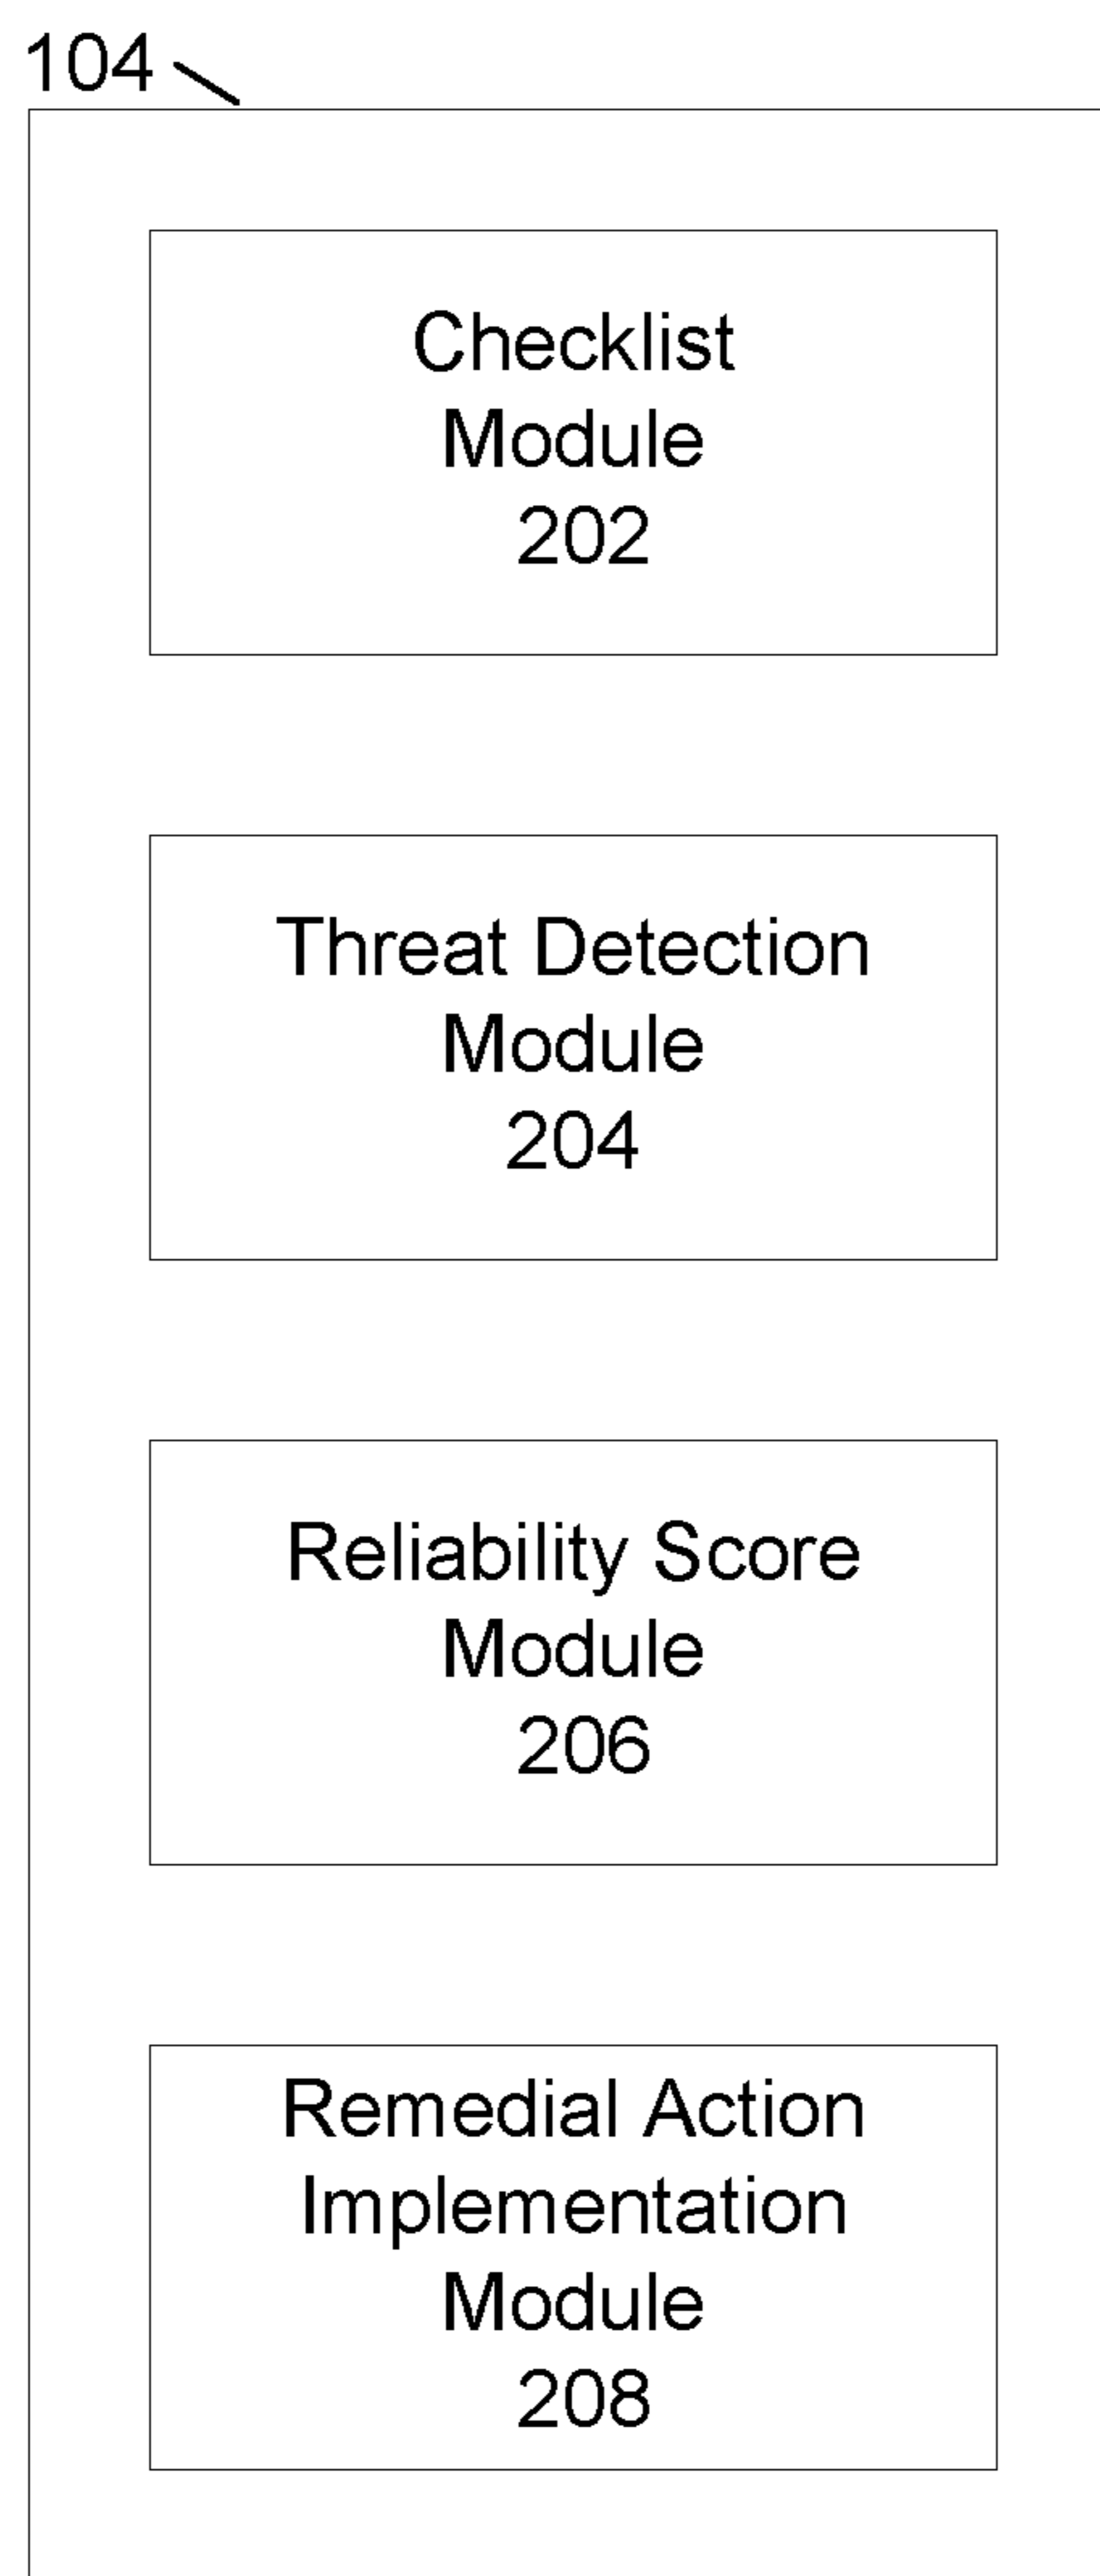 104
Checklist
Module
202
Threat Detection
Module
204
Reliability Score
Module
206
Remedial Action
Implementation
Module
208